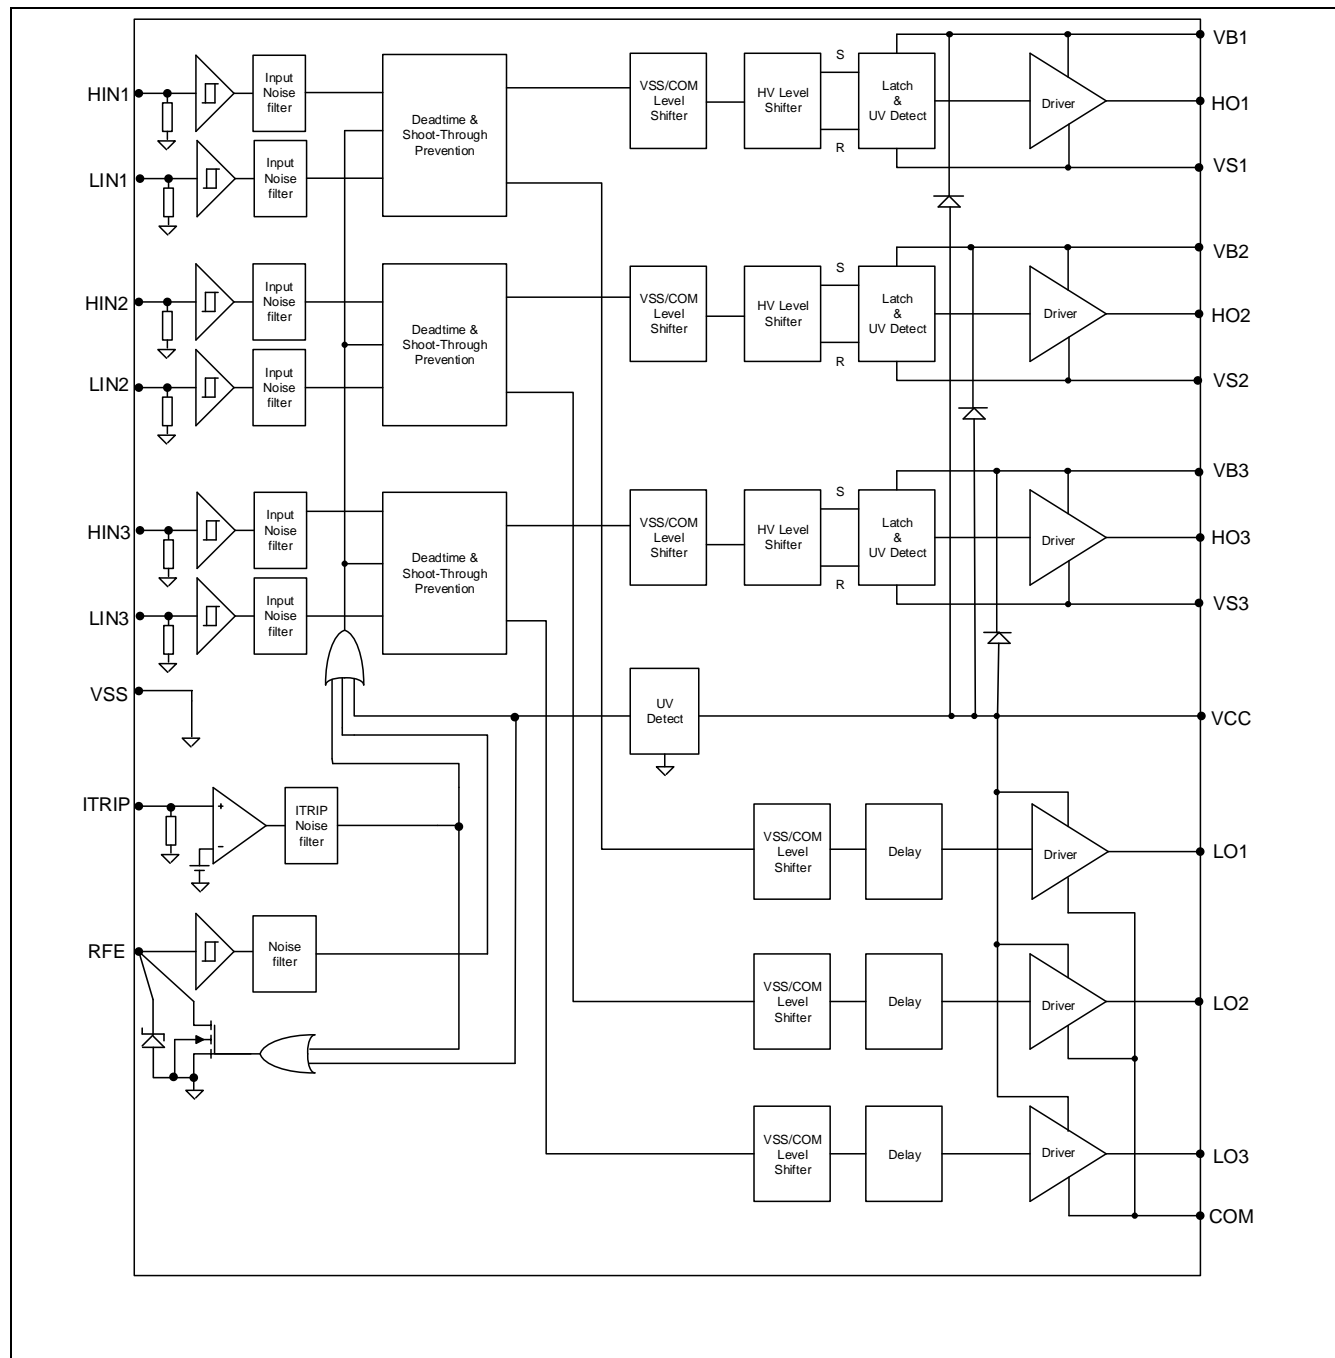 VB1
HIN1
Input
Noise
filter
Deadtime &
Shoot-Through
Prevention
VSS/COM
Level
Shifter
HV Level
Shifter
S
R
Latch
&
UV Detect
Driver
HO1
LIN1
Input
Noise
filter
VS1
VB2
HIN2
Input
Noise
filter
Deadtime &
Shoot-Through
Prevention
VSS/COM
Level
Shifter
HV Level
Shifter
S
R
Latch
&
UV Detect
Driver
HO2
LIN2
Input
Noise
filter
VS2
VB3
HIN3
Input
Noise
filter
Deadtime &
Shoot-Through
Prevention
VSS/COM
Level
Shifter
HV Level
Shifter
S
R
Latch
&
UV Detect
Driver
HO3
LIN3
Input
Noise
filter
VS3
VSS
UV
Detect
VCC
ITRIP
+
−
ITRIP
Noise
filter
VSS/COM
Level
Shifter
Delay
Driver
LO1
RFE
Noise
filter
VSS/COM
Level
Shifter
Delay
Driver
LO2
VSS/COM
Level
Shifter
Delay
Driver
LO3
COM